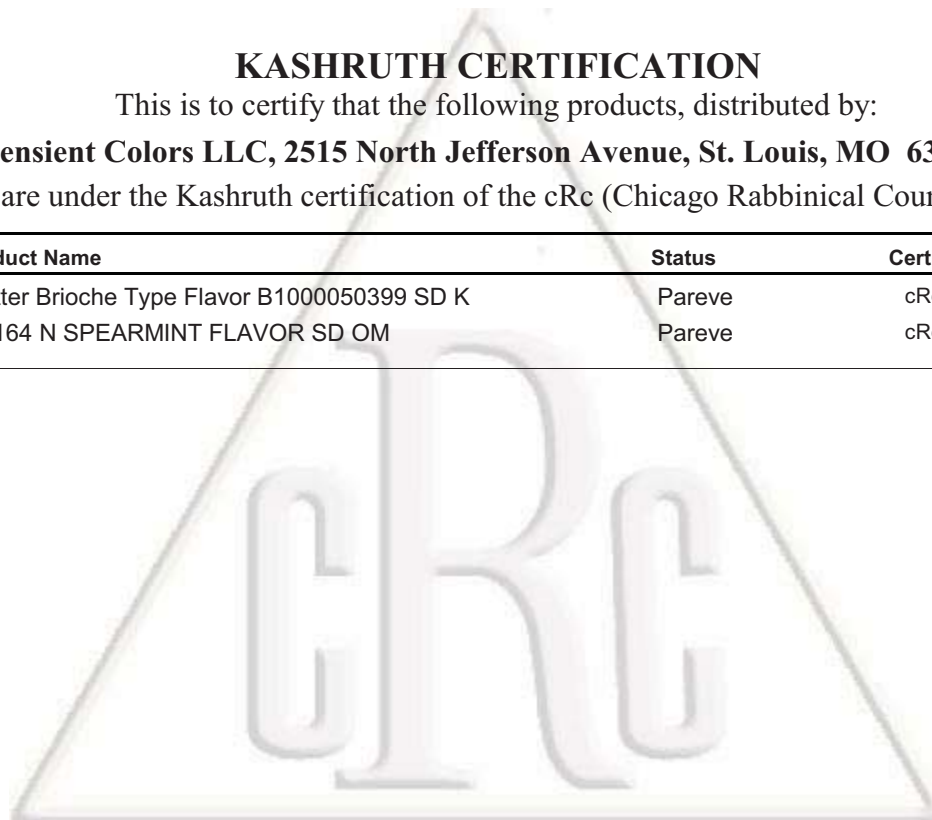 KASHRUTH CERTIFICATION
This is to certify that the following products, distributed by:
ensient Colors LLC, 2515 North Jefferson Avenue, St. Louis, MO 63
are under the Kashruth certification of the cRc (Chicago Rabbinical Coun
duct Name Status Cert
ter Brioche Type Flavor B1000050399 SD K Pareve cR
164 N SPEARMINT FLAVOR SD OM Pareve cR
cRc